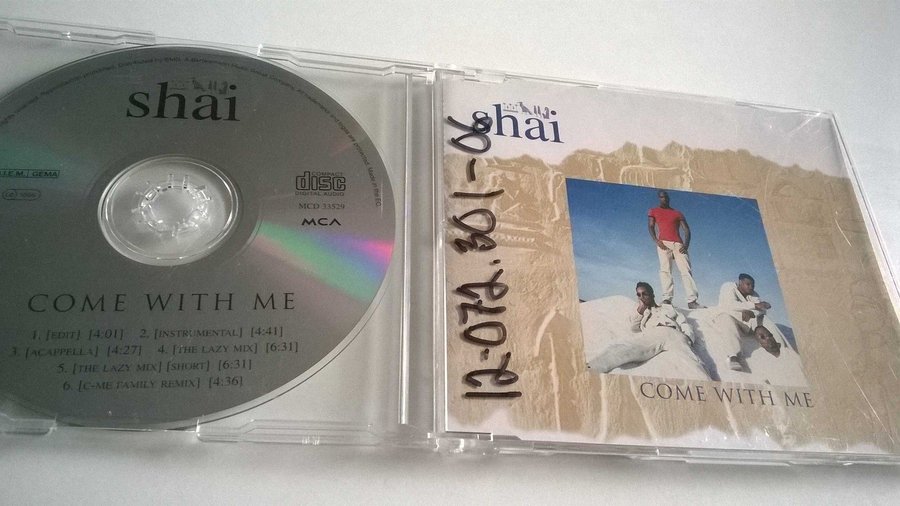 shai
B.I.E.M. GEMA
COMPACT
disc
DIGITAL AUDIO
MCD 33529
MCA
COME WITH ME
1. [EDIT] [4:01] 2. [INSTRUMENTAL] [4:41]
3. [ACAPPELLA] [4:27] 4. [THE LAZY MIX] [6:31]
5. [THE LAZY MIX] [SHORT] [6:31]
6. [C-ME FAMILY REMIX] [4:36]
shai
12-072.301-06
COME WITH ME